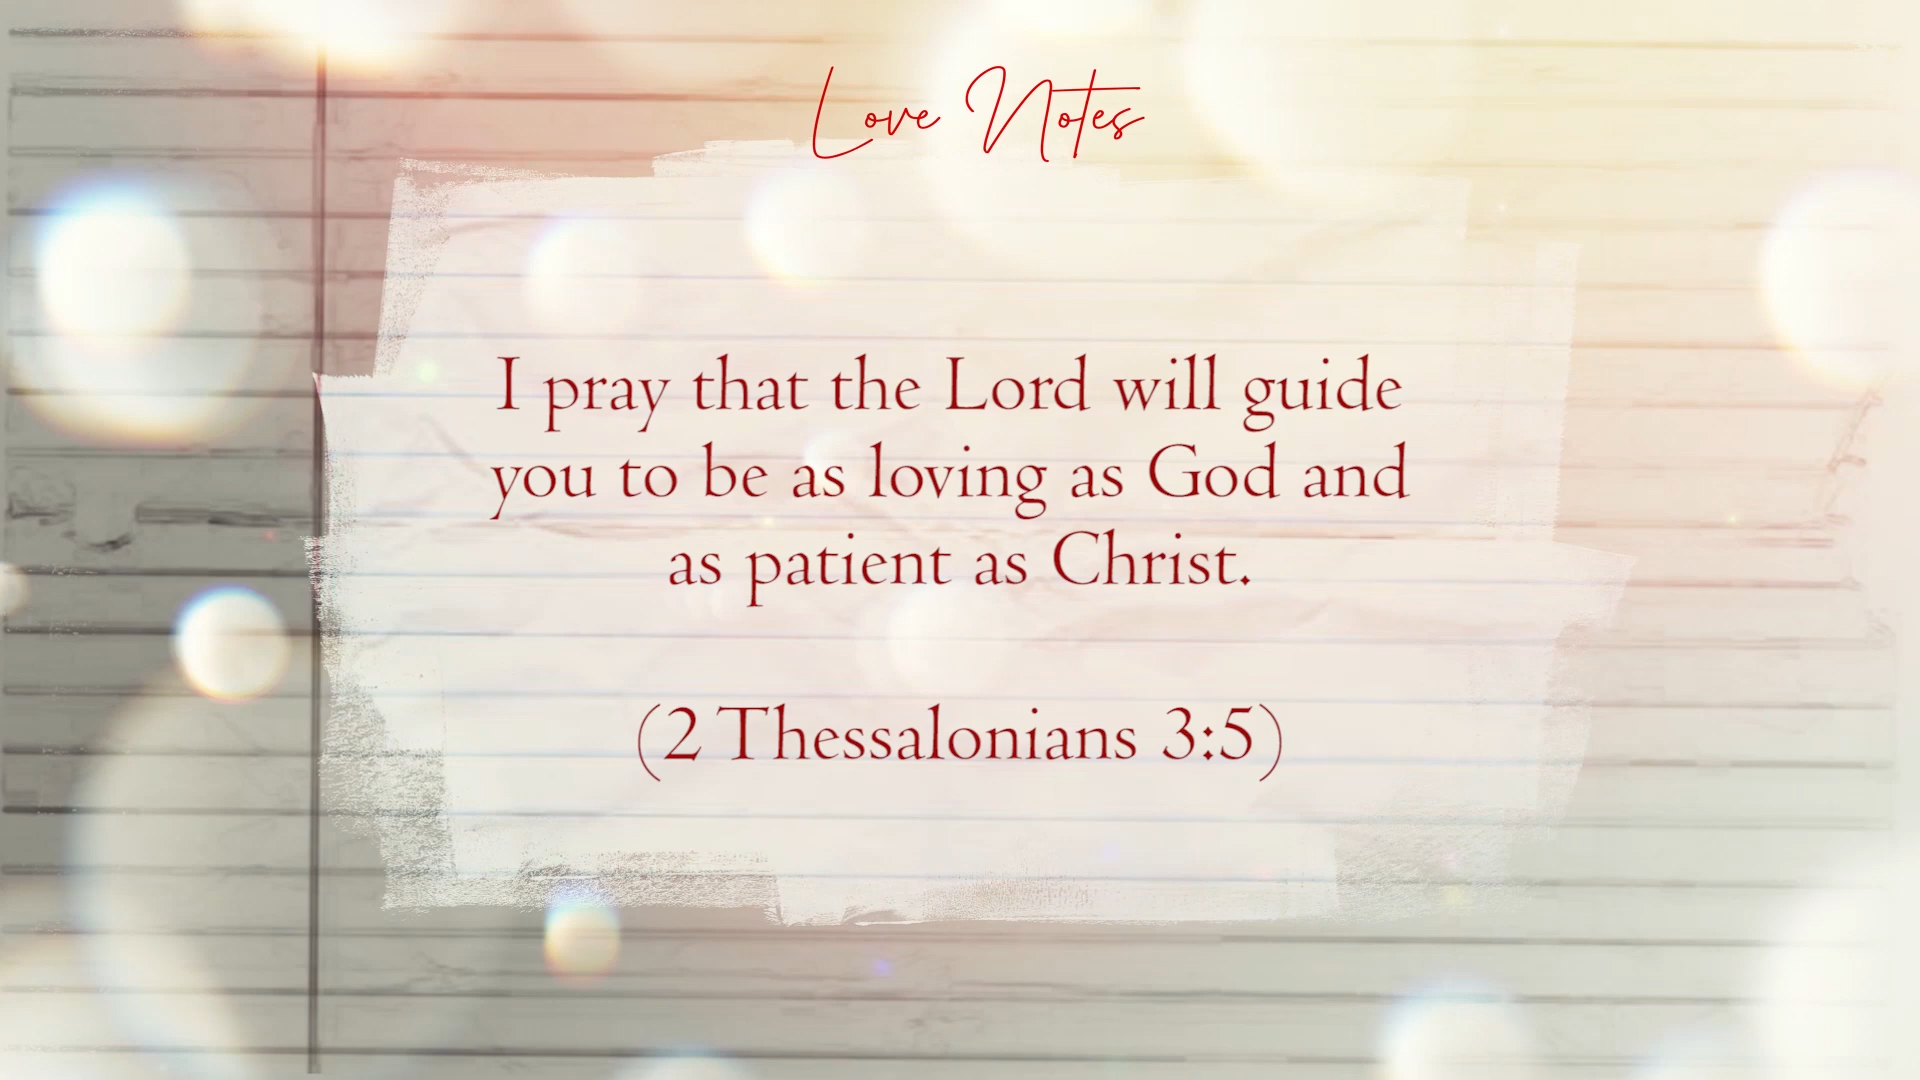 Love Notes
I pray that the Lord will guide
you to be as loving as God and
as patient as Christ.
(2 Thessalonians 3:5)